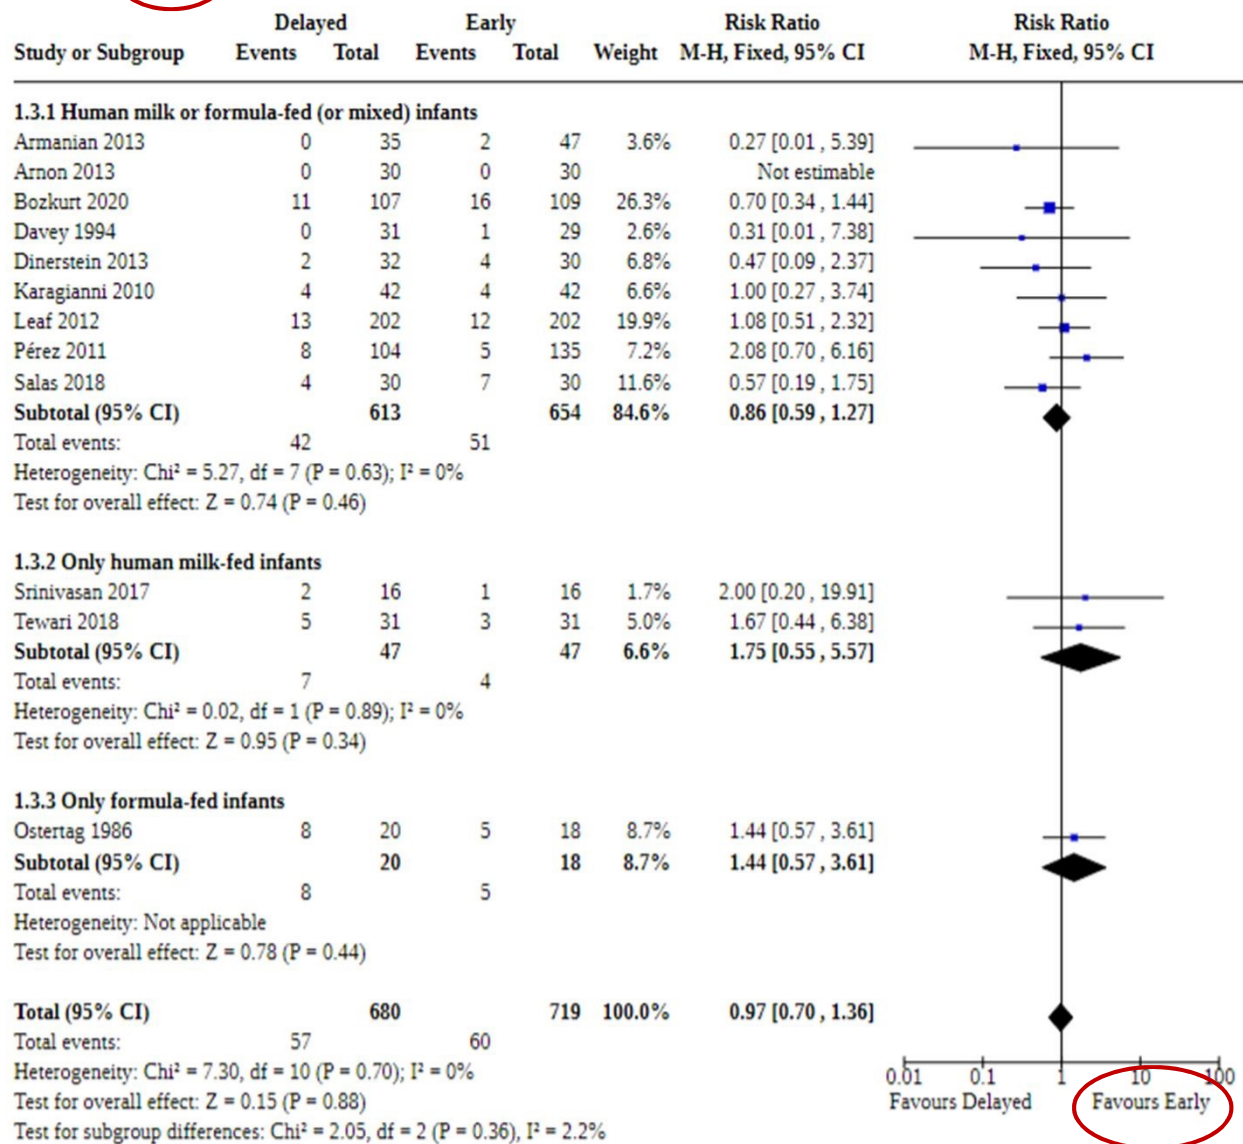 Delayed Early Risk Ratio Risk Ratio
Study or Subgroup Events Total Events Total Weight M-H, Fixed, 95% CI M-H, Fixed, 95% CI
1.3.1 Human milk or formula-fed (or mixed) infants
Armanian 2013 0 35 2 47 3.6% 0.27 [0.01 , 5.39]
Arnon 2013 0 30 0 30 Not estimable
Bozkurt 2020 11 107 16 109 26.3% 0.70 [0.34 , 1.44]
Davey 1994 0 31 1 29 2.6% 0.31 [0.01 , 7.38]
Dinerstein 2013 2 32 4 30 6.8% 0.47 [0.09 , 2.37]
Karagianni 2010 4 42 4 42 6.6% 1.00 [0.27 , 3.74]
Leaf 2012 13 202 12 202 19.9% 1.08 [0.51 , 2.32]
Pérez 2011 8 104 5 135 7.2% 2.08 [0.70 , 6.16]
Salas 2018 4 30 7 30 11.6% 0.57 [0.19 , 1.75]
Subtotal (95% CI) 613 654 84.6% 0.86 [0.59 , 1.27]
Total events: 42 51
Heterogeneity: Chi² = 5.27, df = 7 (P = 0.63); I² = 0%
Test for overall effect: Z = 0.74 (P = 0.46)
1.3.2 Only human milk-fed infants
Srinivasan 2017 2 16 1 16 1.7% 2.00 [0.20 , 19.91]
Tewari 2018 5 31 3 31 5.0% 1.67 [0.44 , 6.38]
Subtotal (95% CI) 47 47 6.6% 1.75 [0.55 , 5.57]
Total events: 7 4
Heterogeneity: Chi² = 0.02, df = 1 (P = 0.89); I² = 0%
Test for overall effect: Z = 0.95 (P = 0.34)
1.3.3 Only formula-fed infants
Ostertag 1986 8 20 5 18 8.7% 1.44 [0.57 , 3.61]
Subtotal (95% CI) 20 18 8.7% 1.44 [0.57 , 3.61]
Total events: 8 5
Heterogeneity: Not applicable
Test for overall effect: Z = 0.78 (P = 0.44)
Total (95% CI) 680 719 100.0% 0.97 [0.70 , 1.36]
Total events: 57 60
Heterogeneity: Chi² = 7.30, df = 10 (P = 0.70); I² = 0%
Test for overall effect: Z = 0.15 (P = 0.88)
Test for subgroup differences: Chi² = 2.05, df = 2 (P = 0.36), I² = 2.2%
0.01 0.1 1 10 100
Favours Delayed Favours Early